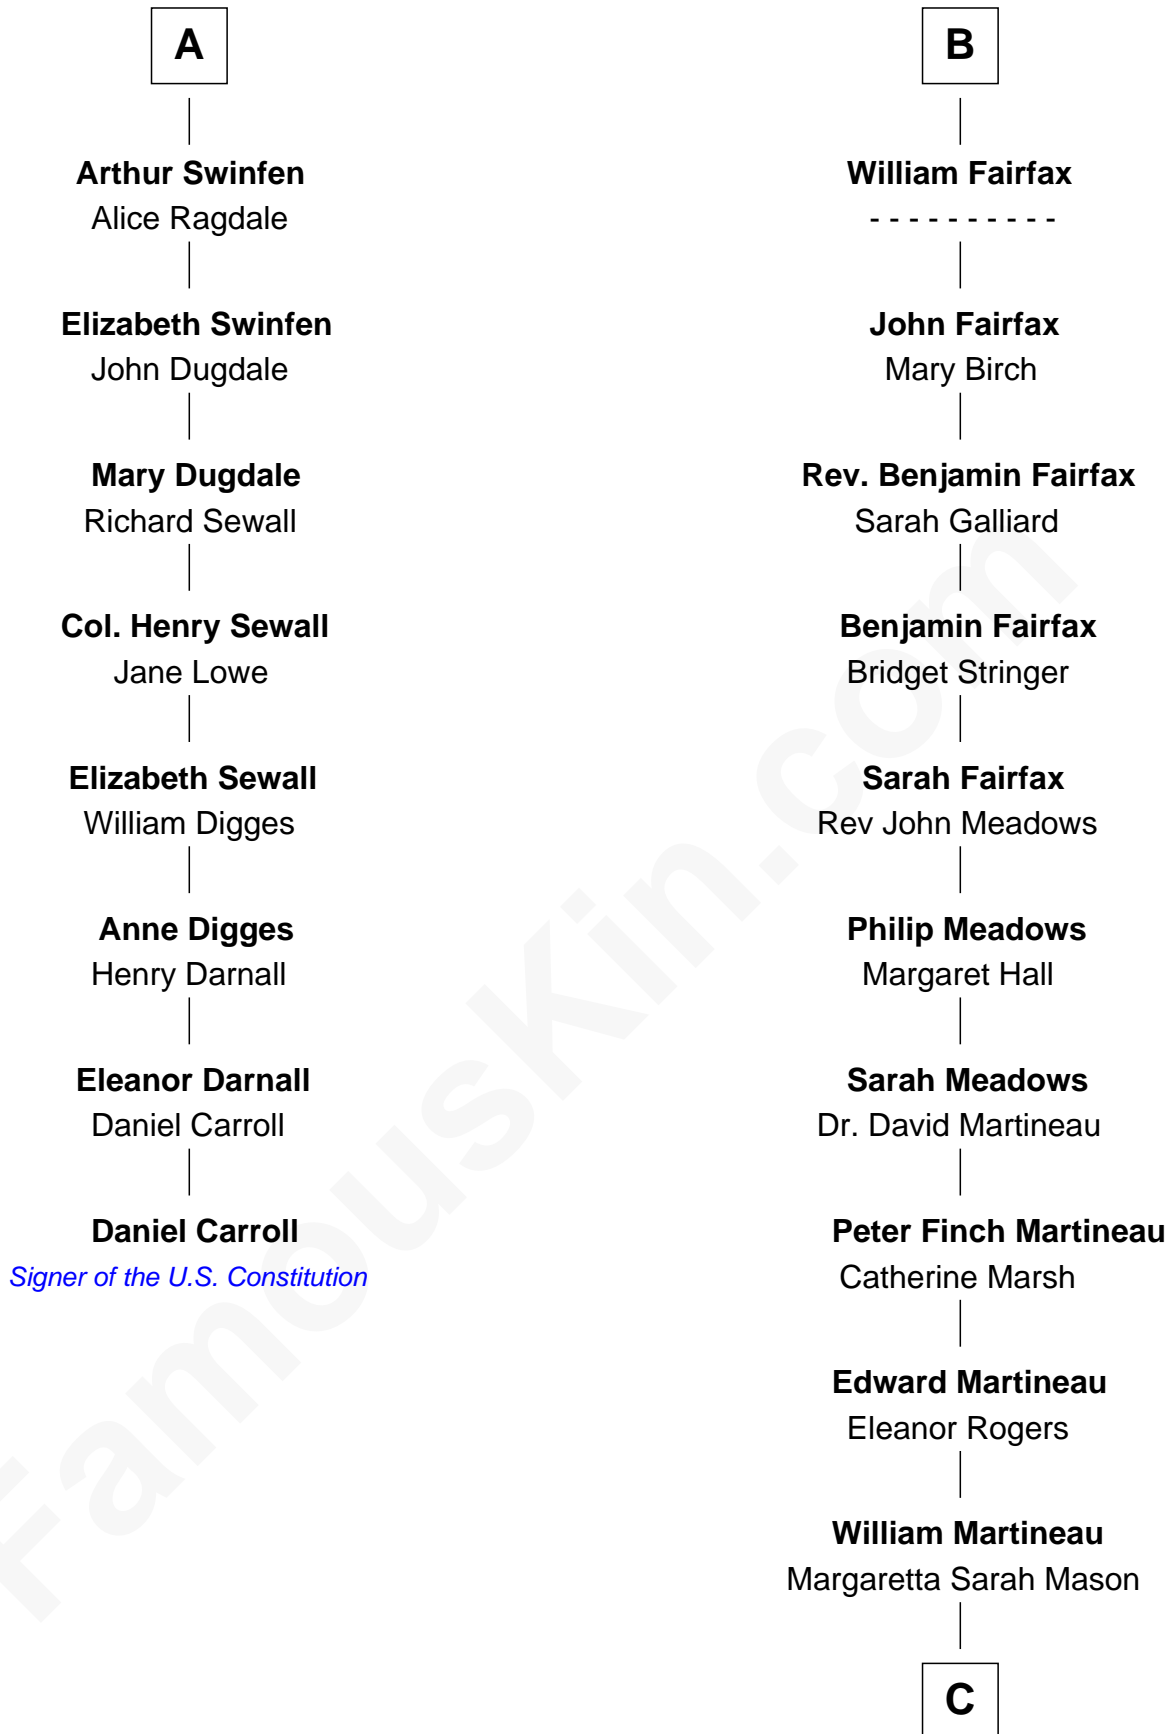 A
Arthur Swinfen
Alice Ragdale
Elizabeth Swinfen
John Dugdale
Mary Dugdale
Richard Sewall
Col. Henry Sewall
Jane Lowe
Elizabeth Sewall
William Digges
Anne Digges
Henry Darnall
Eleanor Darnall
Daniel Carroll
Daniel Carroll
Signer of the U.S. Constitution
B
William Fairfax
- - - - - - - - - -
John Fairfax
Mary Birch
Rev. Benjamin Fairfax
Sarah Galliard
Benjamin Fairfax
Bridget Stringer
Sarah Fairfax
Rev John Meadows
Philip Meadows
Margaret Hall
Sarah Meadows
Dr. David Martineau
Peter Finch Martineau
Catherine Marsh
Edward Martineau
Eleanor Rogers
William Martineau
Margaretta Sarah Mason
C
FamousKin.com